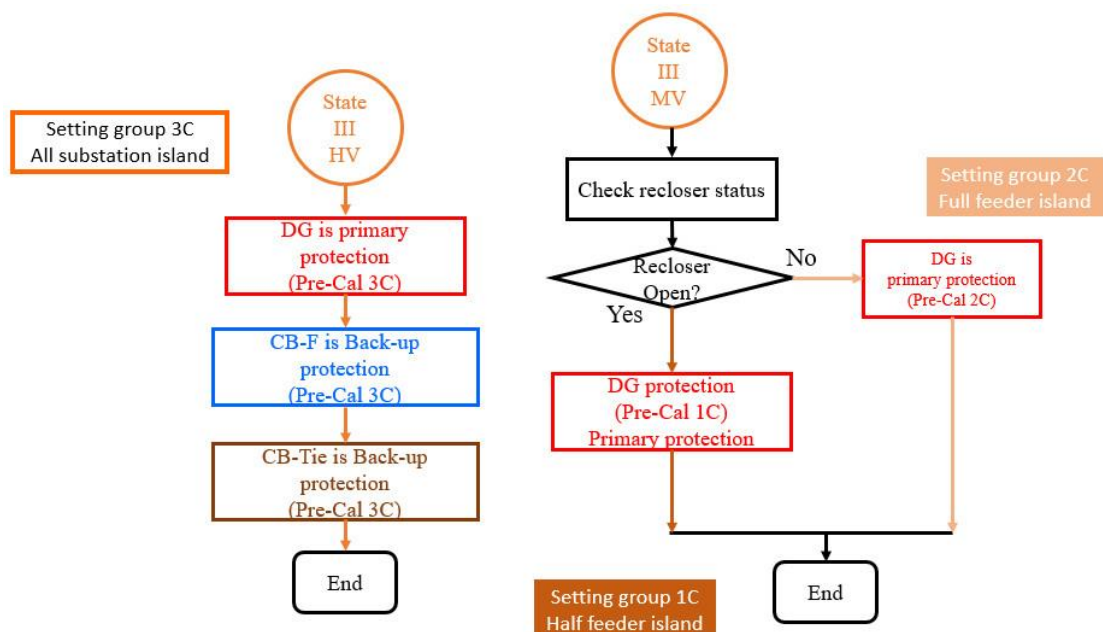 Setting group 3C
All substation island
State
III
HV
DG is primary
protection
(Pre-Cal 3C)
CB-F is Back-up
protection
(Pre-Cal 3C)
CB-Tie is Back-up
protection
(Pre-Cal 3C)
End
State
III
MV
Check recloser status
Recloser
Open?
No
Yes
Setting group 2C
Full feeder island
DG is
primary protection
(Pre-Cal 2C)
DG protection
(Pre-Cal 1C)
Primary protection
End
Setting group 1C
Half feeder island